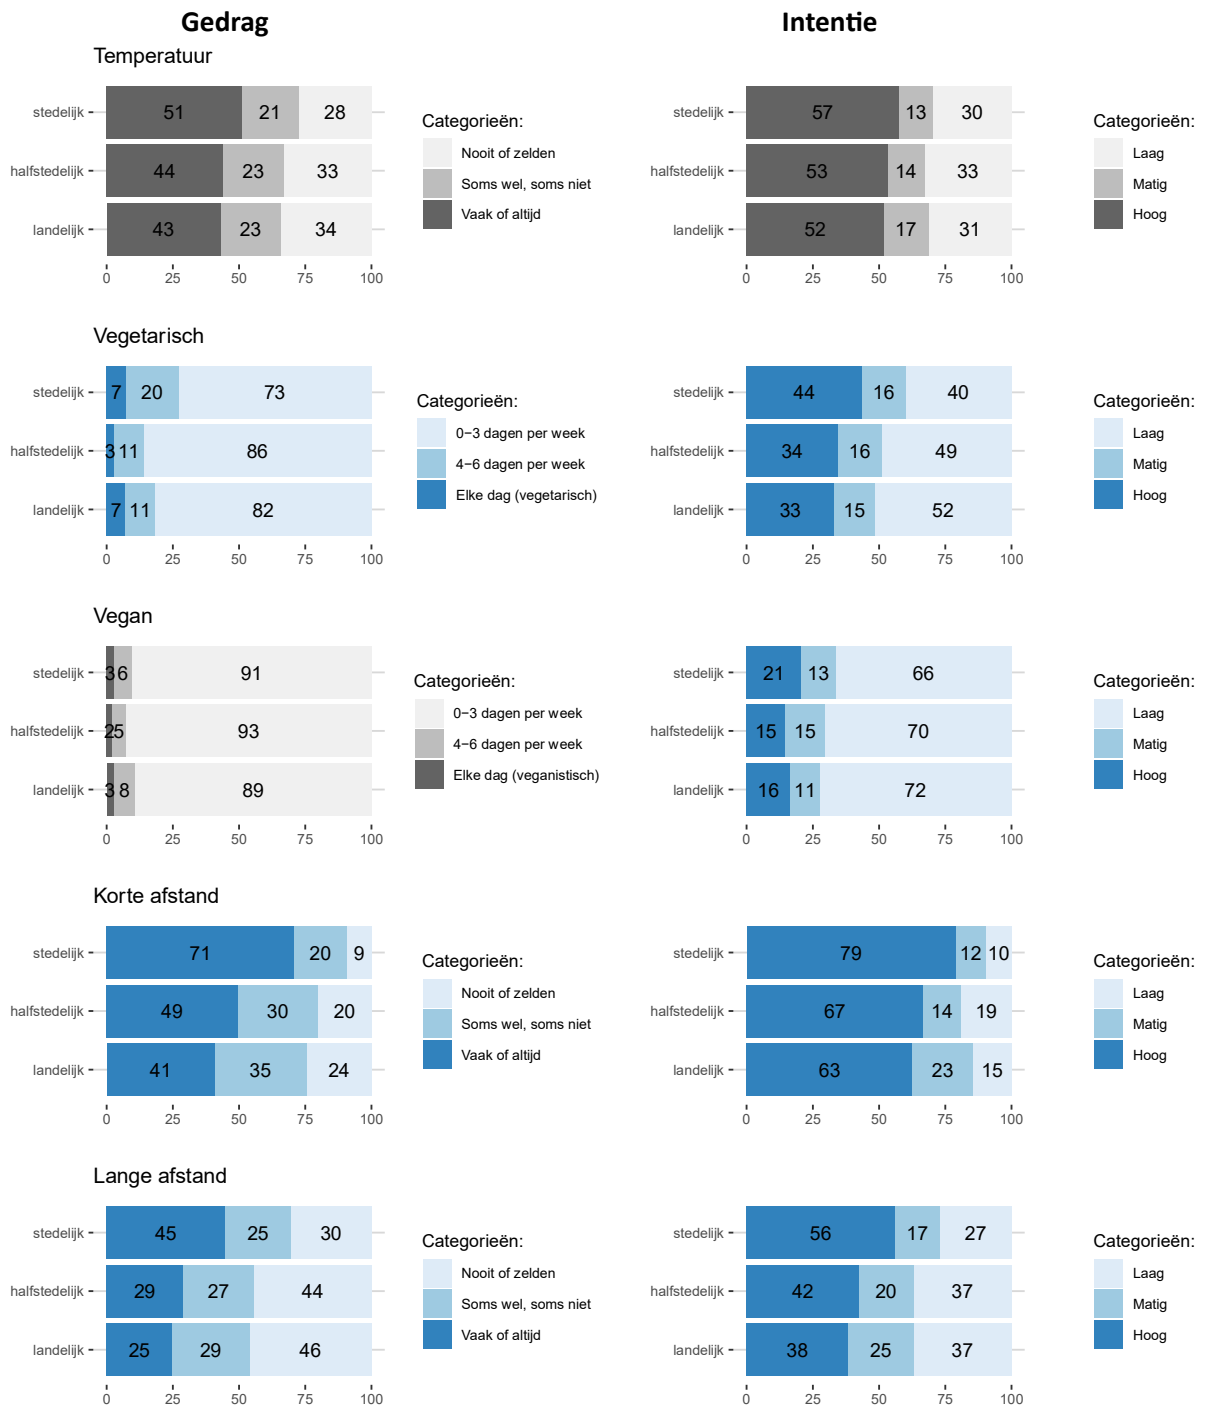 Gedrag
Intentie
Temperatuur
stedelijk 51 21 28
halfstedelijk 44 23 33
landelijk 43 23 34
0 25 50 75 100
Categorieën:
Nooit of zelden
Soms wel, soms niet
Vaak of altijd
stedelijk 57 13 30
halfstedelijk 53 14 33
landelijk 52 17 31
0 25 50 75 100
Categorieën:
Laag
Matig
Hoog
Vegetarisch
stedelijk 7 20 73
halfstedelijk 3 11 86
landelijk 7 11 82
0 25 50 75 100
Categorieën:
0−3 dagen per week
4−6 dagen per week
Elke dag (vegetarisch)
stedelijk 44 16 40
halfstedelijk 34 16 49
landelijk 33 15 52
0 25 50 75 100
Categorieën:
Laag
Matig
Hoog
Vegan
stedelijk 3 6 91
halfstedelijk 2 5 93
landelijk 3 8 89
0 25 50 75 100
Categorieën:
0−3 dagen per week
4−6 dagen per week
Elke dag (veganistisch)
stedelijk 21 13 66
halfstedelijk 15 15 70
landelijk 16 11 72
0 25 50 75 100
Categorieën:
Laag
Matig
Hoog
Korte afstand
stedelijk 71 20 9
halfstedelijk 49 30 20
landelijk 41 35 24
0 25 50 75 100
Categorieën:
Nooit of zelden
Soms wel, soms niet
Vaak of altijd
stedelijk 79 12 10
halfstedelijk 67 14 19
landelijk 63 23 15
0 25 50 75 100
Categorieën:
Laag
Matig
Hoog
Lange afstand
stedelijk 45 25 30
halfstedelijk 29 27 44
landelijk 25 29 46
0 25 50 75 100
Categorieën:
Nooit of zelden
Soms wel, soms niet
Vaak of altijd
stedelijk 56 17 27
halfstedelijk 42 20 37
landelijk 38 25 37
0 25 50 75 100
Categorieën:
Laag
Matig
Hoog